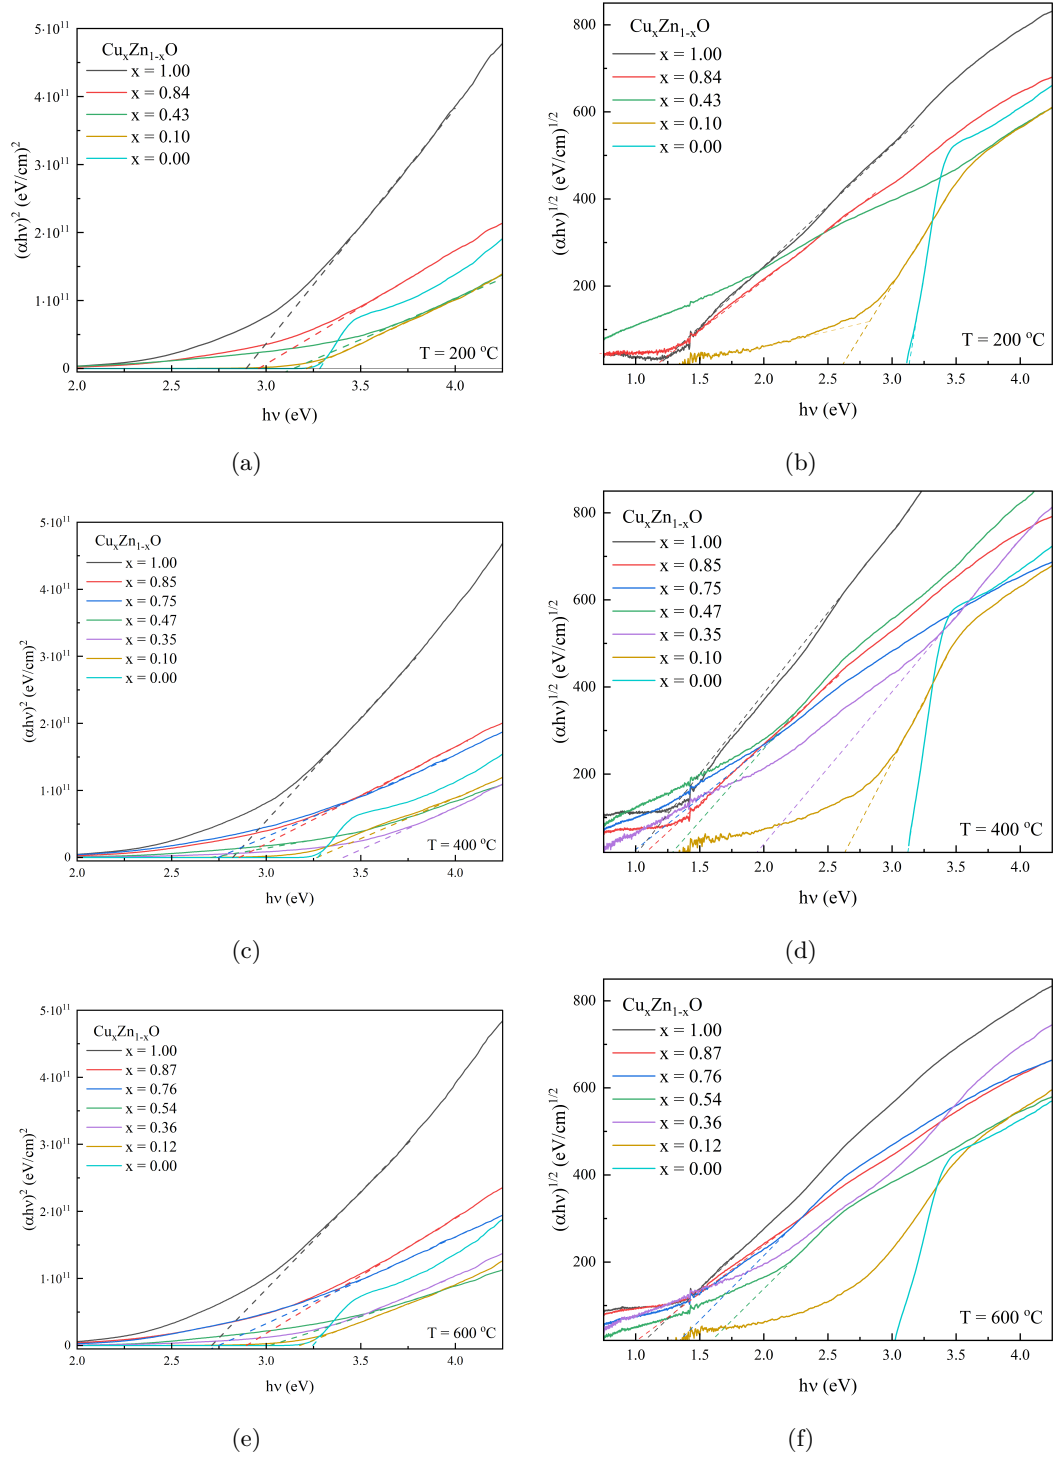 5·10¹¹
4·10¹¹
3·10¹¹
2·10¹¹
1·10¹¹
0
(αhν)² (eV/cm)²
CuₓZn₁₋ₓO
x = 1.00
x = 0.84
x = 0.43
x = 0.10
x = 0.00
T = 200 °C
2.0 2.5 3.0 3.5 4.0
hν (eV)
(a)
800
600
400
200
(αhν)¹ᐟ² (eV/cm)¹ᐟ²
CuₓZn₁₋ₓO
x = 1.00
x = 0.84
x = 0.43
x = 0.10
x = 0.00
T = 200 °C
1.0 1.5 2.0 2.5 3.0 3.5 4.0
hν (eV)
(b)
5·10¹¹
4·10¹¹
3·10¹¹
2·10¹¹
1·10¹¹
0
(αhν)² (eV/cm)²
CuₓZn₁₋ₓO
x = 1.00
x = 0.85
x = 0.75
x = 0.47
x = 0.35
x = 0.10
x = 0.00
T = 400 °C
2.0 2.5 3.0 3.5 4.0
hν (eV)
(c)
800
600
400
200
(αhν)¹ᐟ² (eV/cm)¹ᐟ²
CuₓZn₁₋ₓO
x = 1.00
x = 0.85
x = 0.75
x = 0.47
x = 0.35
x = 0.10
x = 0.00
T = 400 °C
1.0 1.5 2.0 2.5 3.0 3.5 4.0
hν (eV)
(d)
5·10¹¹
4·10¹¹
3·10¹¹
2·10¹¹
1·10¹¹
0
(αhν)² (eV/cm)²
CuₓZn₁₋ₓO
x = 1.00
x = 0.87
x = 0.76
x = 0.54
x = 0.36
x = 0.12
x = 0.00
T = 600 °C
2.0 2.5 3.0 3.5 4.0
hν (eV)
(e)
800
600
400
200
(αhν)¹ᐟ² (eV/cm)¹ᐟ²
CuₓZn₁₋ₓO
x = 1.00
x = 0.87
x = 0.76
x = 0.54
x = 0.36
x = 0.12
x = 0.00
T = 600 °C
1.0 1.5 2.0 2.5 3.0 3.5 4.0
hν (eV)
(f)